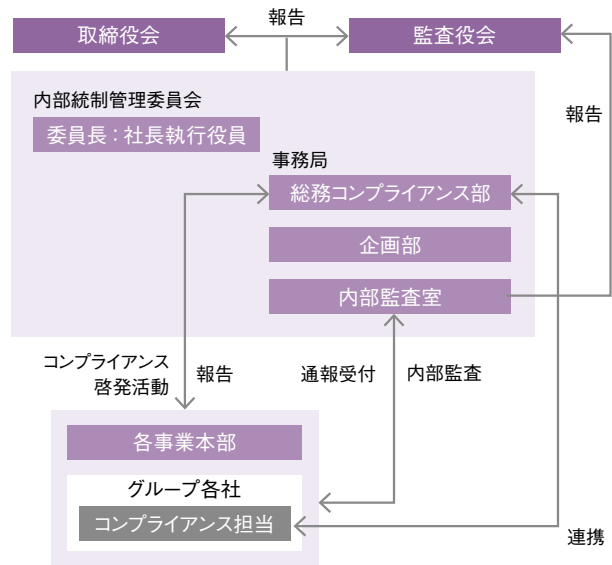 報告
取締役会
監査役会
内部統制管理委員会
委員長：社長執行役員
報告
事務局
総務コンプライアンス部
企画部
内部監査室
コンプライアンス
啓発活動
報告
通報受付
内部監査
各事業本部
グループ各社
コンプライアンス担当
連携